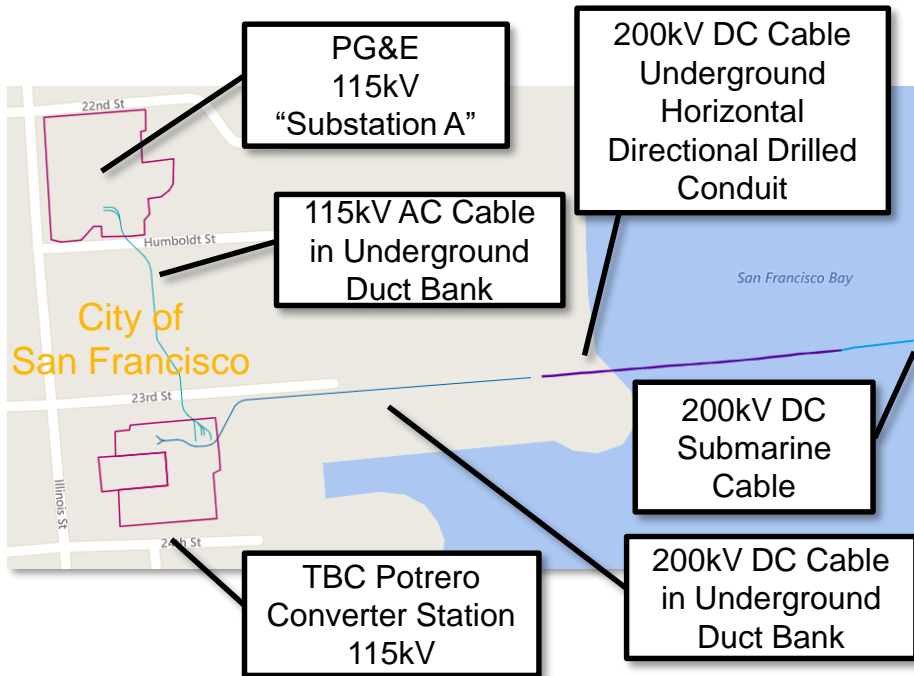 PG&E
115kV
“Substation A”
200kV DC Cable
Underground
Horizontal
Directional Drilled
Conduit
22nd St
115kV AC Cable
in Underground
Duct Bank
Humboldt St
San Francisco Bay
City of
San Francisco
23rd St
200kV DC
Submarine
Cable
Illinois St
24th St
TBC Potrero
Converter Station
115kV
200kV DC Cable
in Underground
Duct Bank